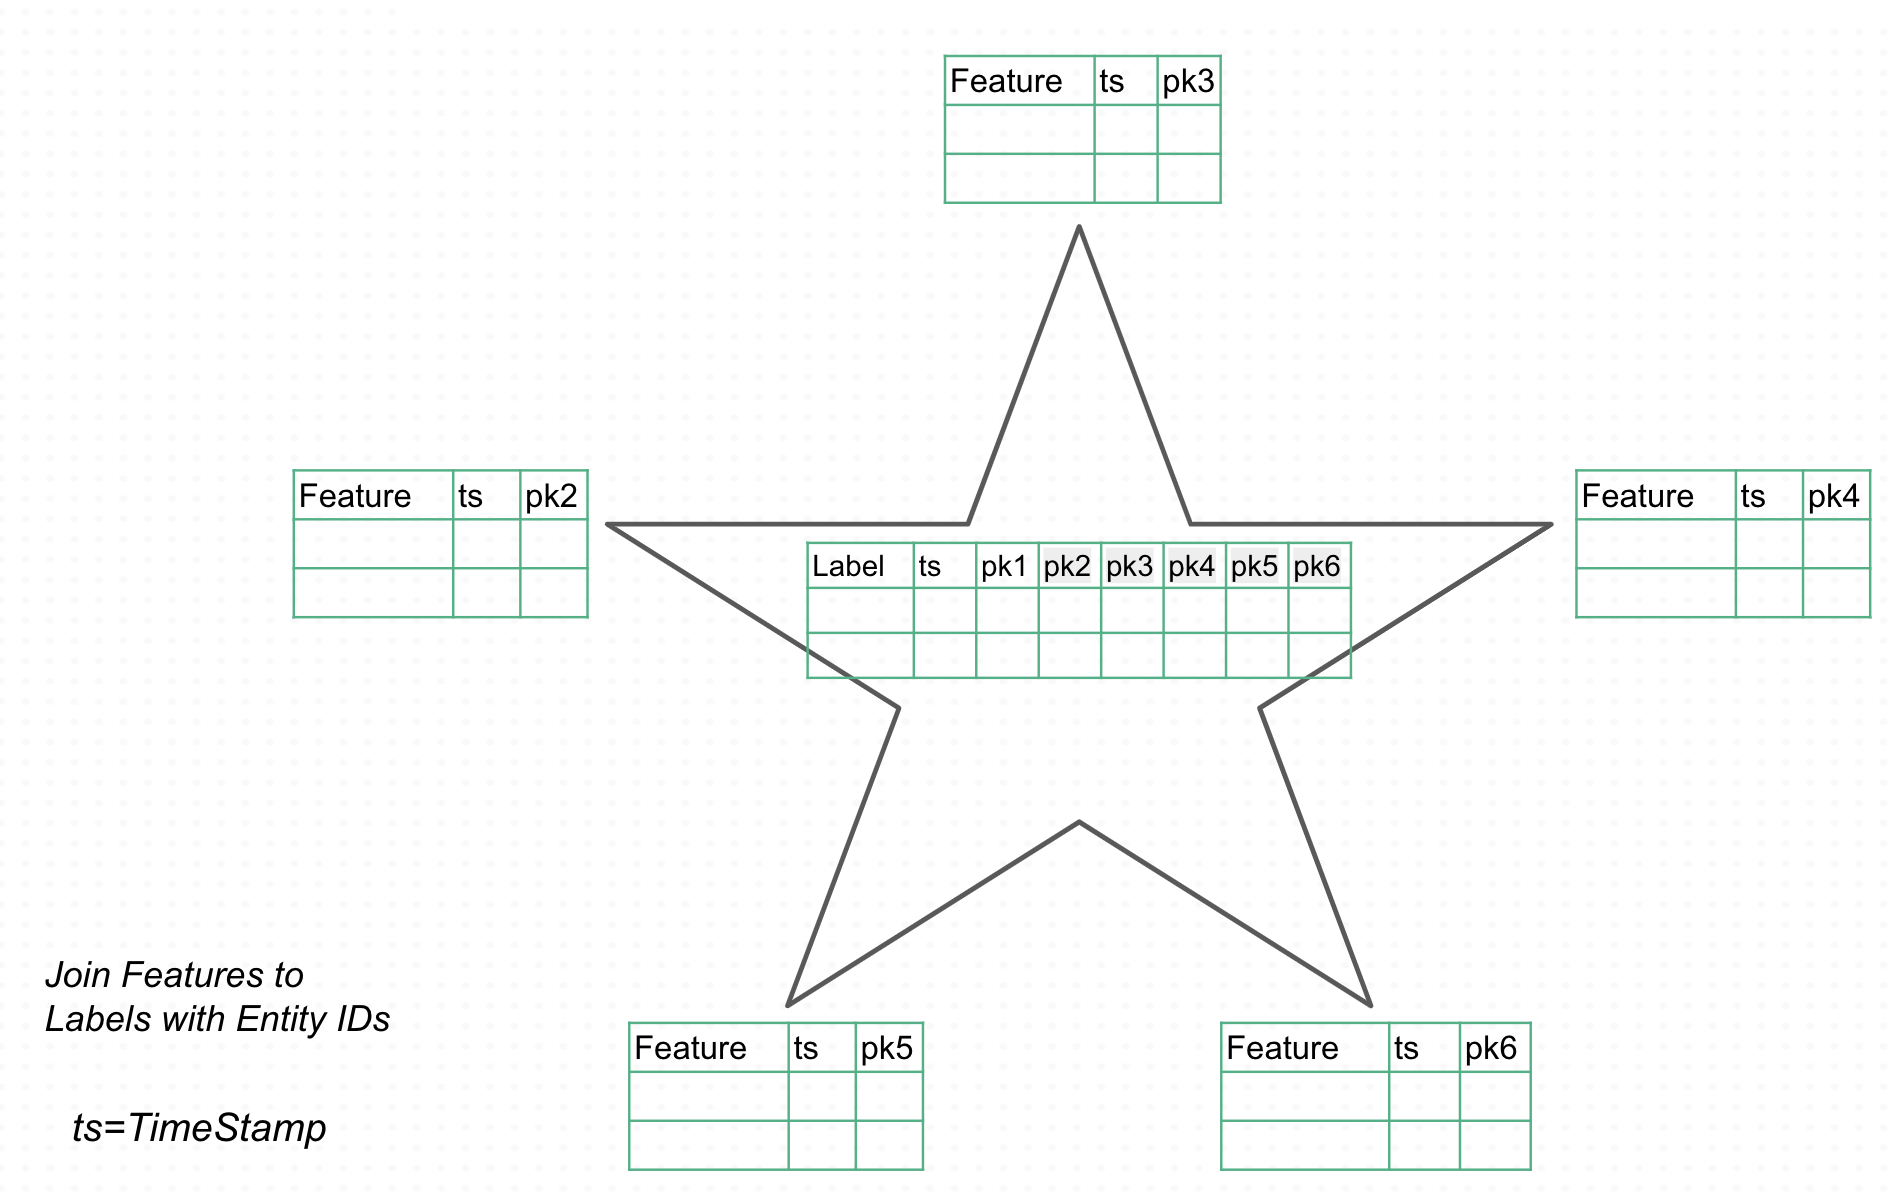 Feature ts pk3
Feature ts pk2
Feature ts pk4
Label ts pk1 pk2 pk3 pk4 pk5 pk6
Join Features to
Labels with Entity IDs
Feature ts pk5
Feature ts pk6
ts=TimeStamp